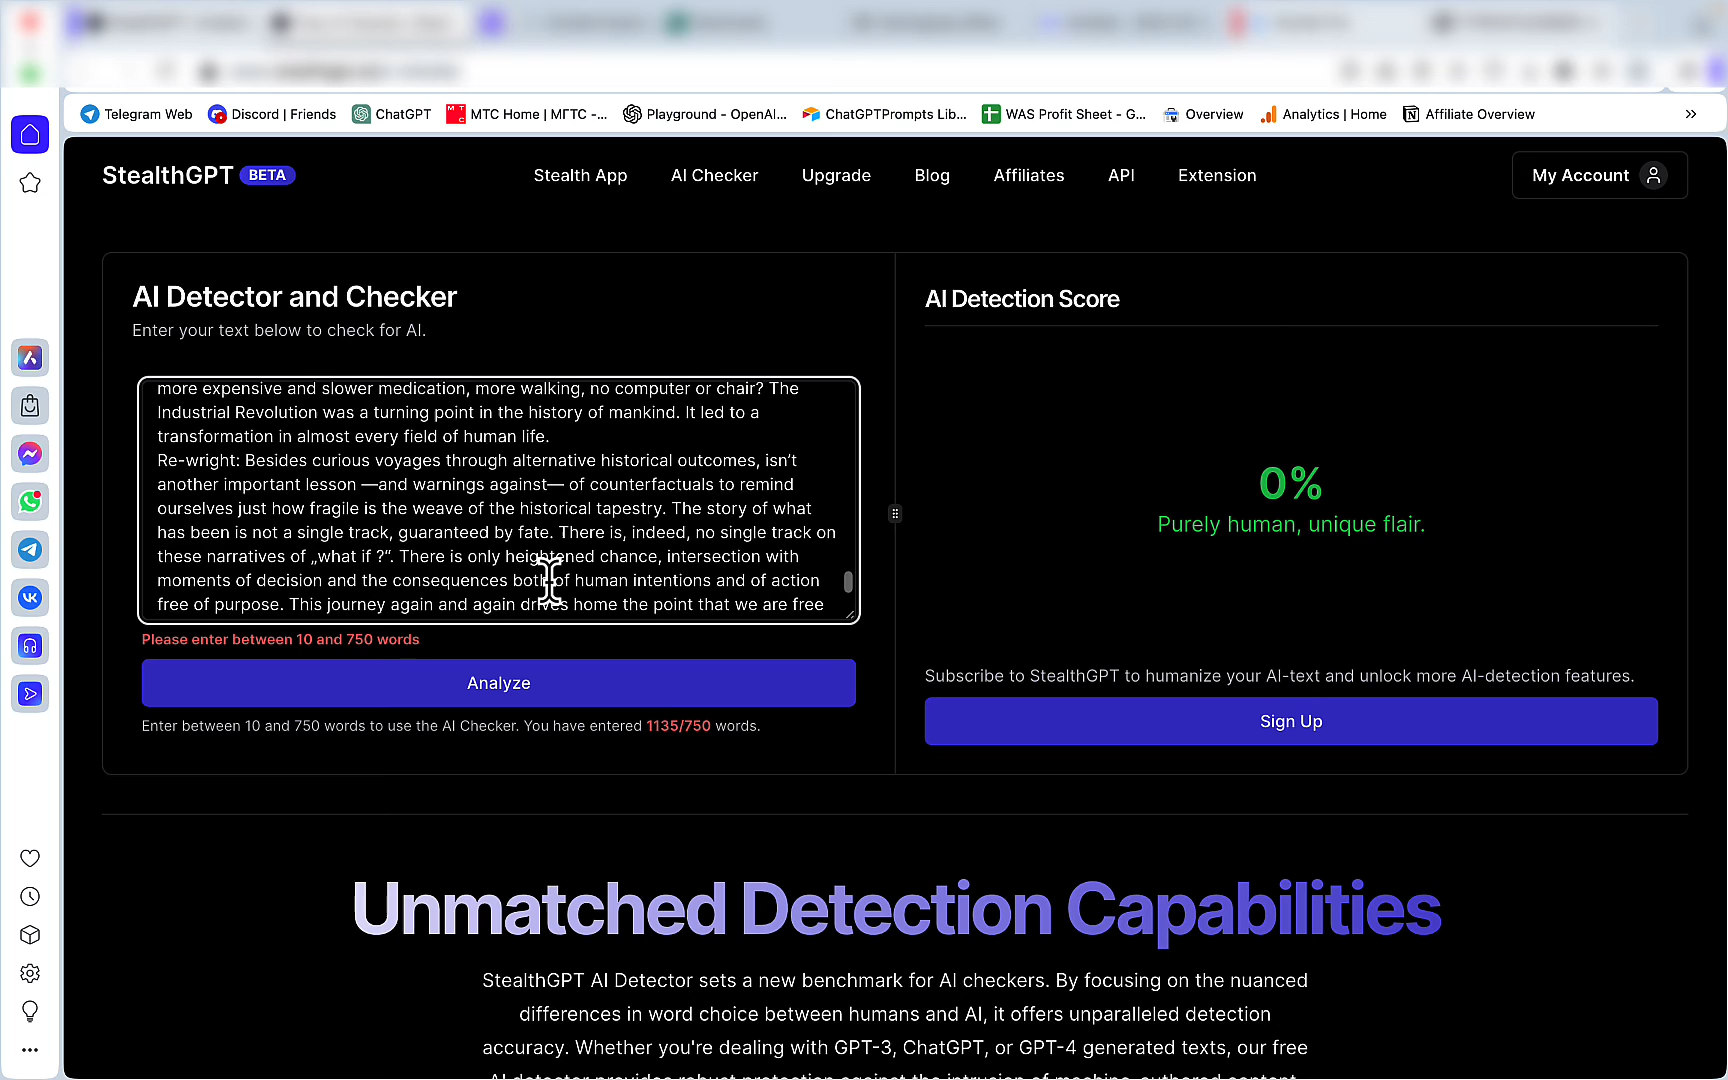 Telegram Web Discord | Friends ChatGPT МТС Home | МГТС -... Playground - OpenAI... ChatGPTPrompts Lib... WAS Profit Sheet - G... Overview Analytics | Home Affiliate Overview »
StealthGPT BETA Stealth App AI Checker Upgrade Blog Affiliates API Extension My Account
AI Detector and Checker
Enter your text below to check for AI.
more expensive and slower medication, more walking, no computer or chair? The
Industrial Revolution was a turning point in the history of mankind. It led to a
transformation in almost every field of human life.
Re-wright: Besides curious voyages through alternative historical outcomes, isn’t
another important lesson —and warnings against— of counterfactuals to remind
ourselves just how fragile is the weave of the historical tapestry. The story of what
has been is not a single track, guaranteed by fate. There is, indeed, no single track on
these narratives of „what if ?“. There is only heightened chance, intersection with
moments of decision and the consequences both of human intentions and of action
free of purpose. This journey again and again drives home the point that we are free
Please enter between 10 and 750 words
Analyze
Enter between 10 and 750 words to use the AI Checker. You have entered 1135/750 words.
AI Detection Score
0%
Purely human, unique flair.
Subscribe to StealthGPT to humanize your AI-text and unlock more AI-detection features.
Sign Up
Unmatched Detection Capabilities
StealthGPT AI Detector sets a new benchmark for AI checkers. By focusing on the nuanced
differences in word choice between humans and AI, it offers unparalleled detection
accuracy. Whether you're dealing with GPT-3, ChatGPT, or GPT-4 generated texts, our free
AI detector provides robust protection against the intrusion of machine-authored content